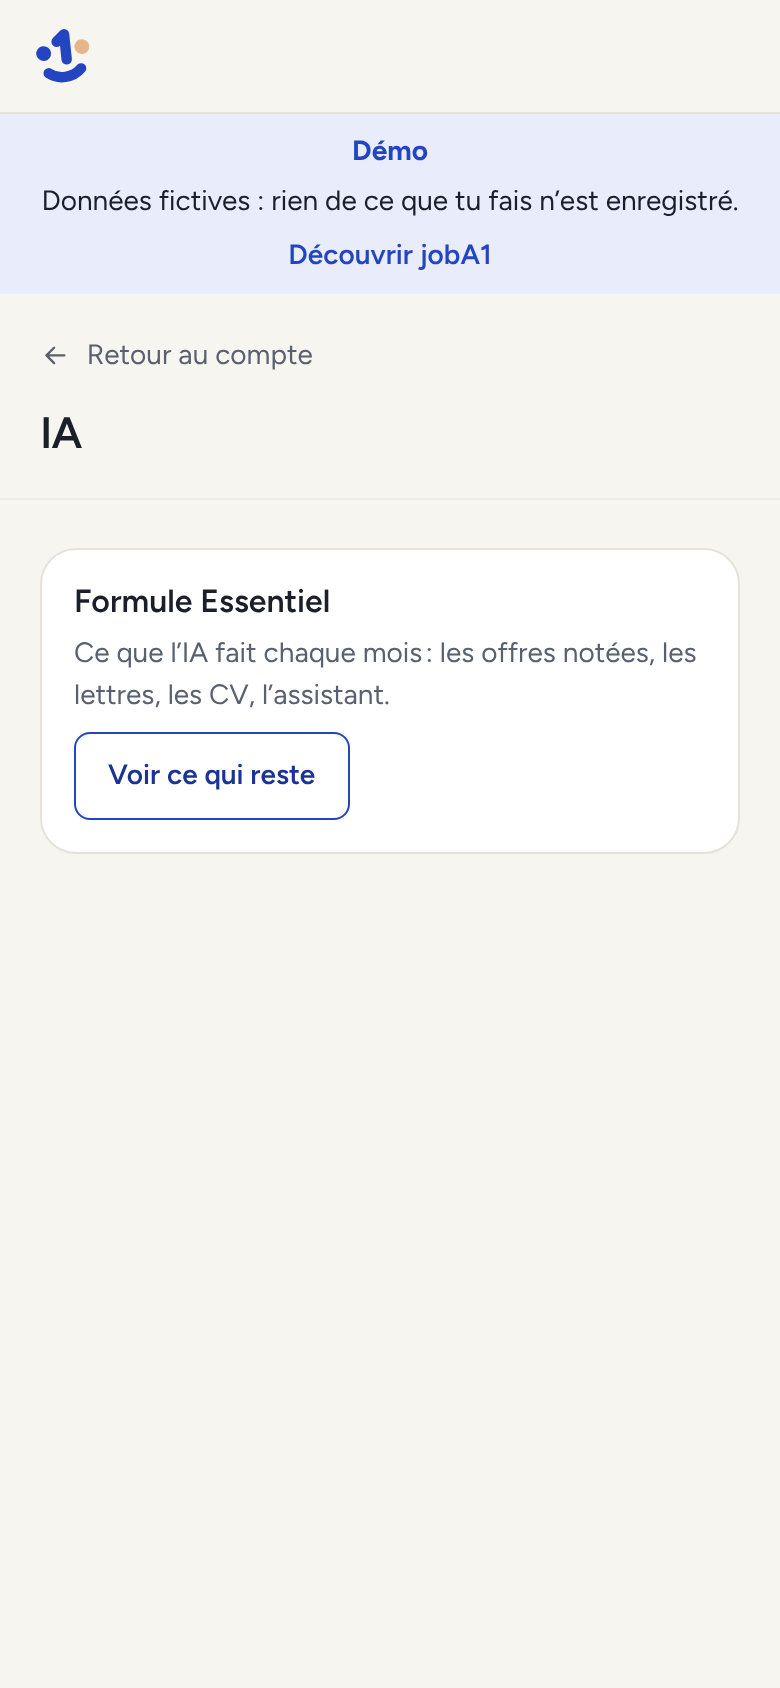 Démo
Données fictives : rien de ce que tu fais n’est enregistré.
Découvrir jobA1
← Retour au compte
IA
Formule Essentiel
Ce que l’IA fait chaque mois : les offres notées, les
lettres, les CV, l’assistant.
Voir ce qui reste